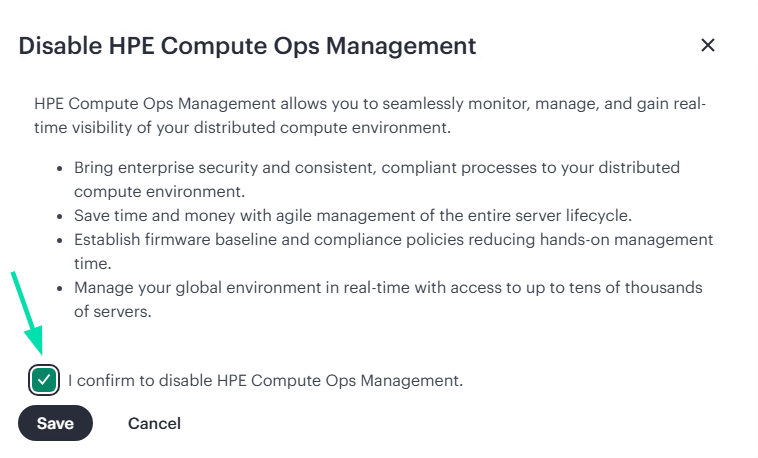 Disable HPE Compute Ops Management
HPE Compute Ops Management allows you to seamlessly monitor, manage, and gain real-
time visibility of your distributed compute environment.
• Bring enterprise security and consistent, compliant processes to your distributed
compute environment.
• Save time and money with agile management of the entire server lifecycle.
• Establish firmware baseline and compliance policies reducing hands-on management
time.
• Manage your global environment in real-time with access to up to tens of thousands
of servers.
I confirm to disable HPE Compute Ops Management.
Save Cancel